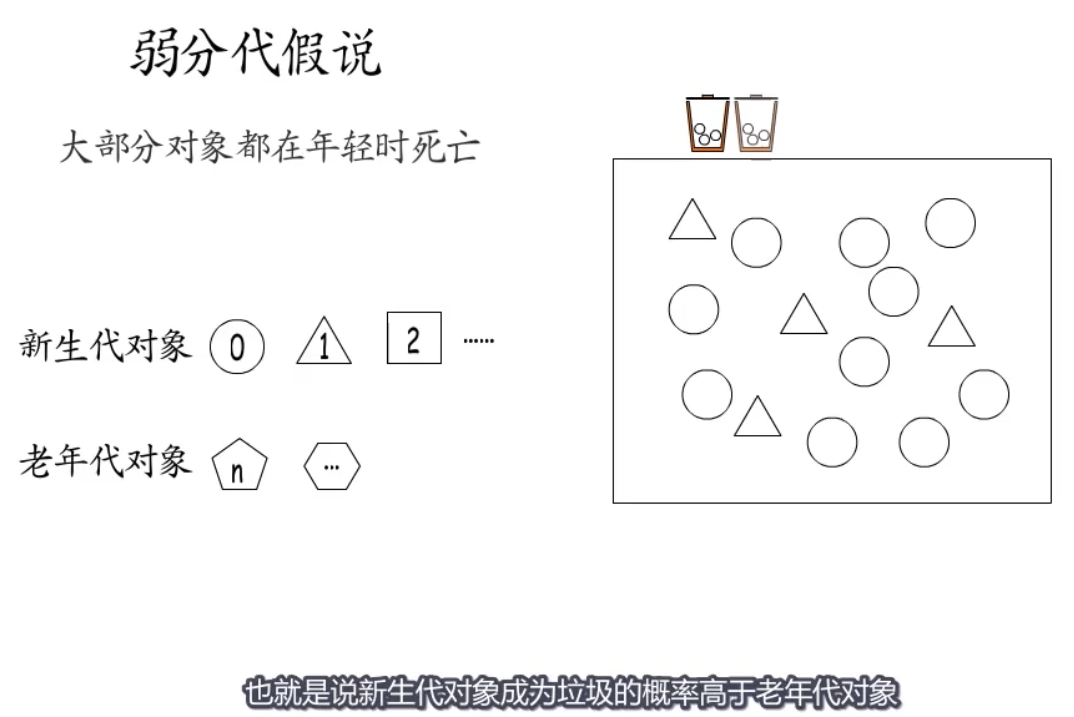 弱分代假说
大部分对象都在年轻时死亡
新生代对象 0 1 2 ……
老年代对象 n …
也就是说新生代对象成为垃圾的概率高于老年代对象